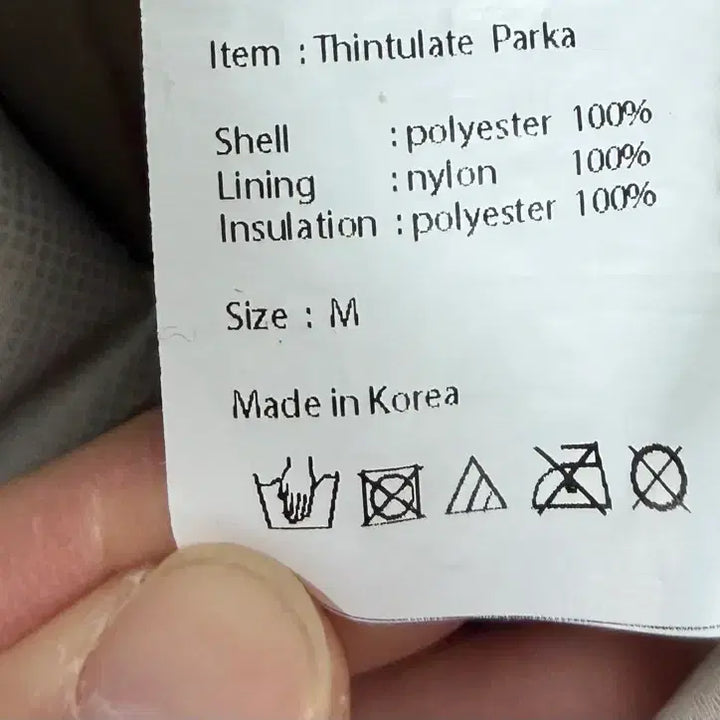 Item : Thintulate Parka
Shell : polyester 100%
Lining : nylon 100%
Insulation : polyester 100%
Size : M
Made in Korea